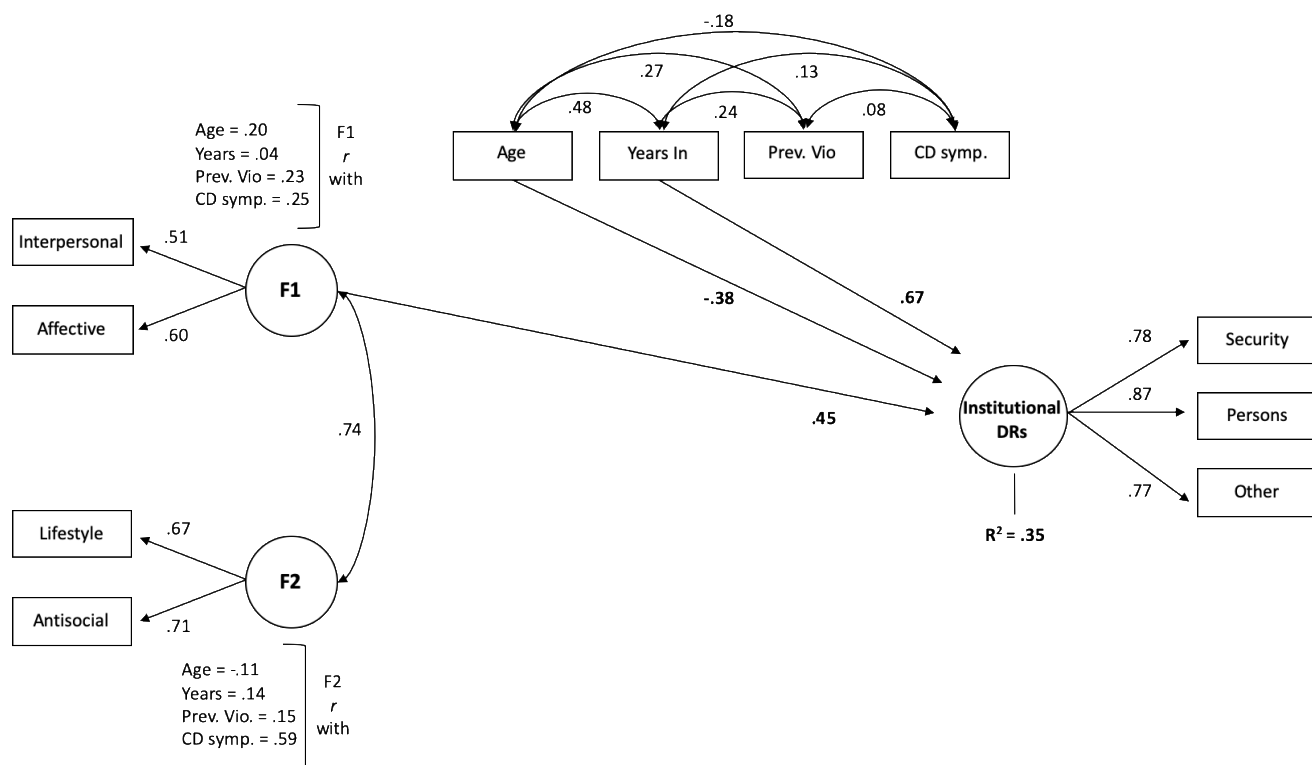 -.18
.27
.13
.48
.24
.08
Age
Years In
Prev. Vio
CD symp.
Age = .20
Years = .04
Prev. Vio = .23
CD symp. = .25
F1
r
with
Interpersonal
.51
F1
Affective
.60
-.38
.67
.45
.74
Institutional
DRs
R² = .35
.78
Security
.87
Persons
.77
Other
Lifestyle
.67
F2
Antisocial
.71
Age = -.11
Years = .14
Prev. Vio. = .15
CD symp. = .59
F2
r
with